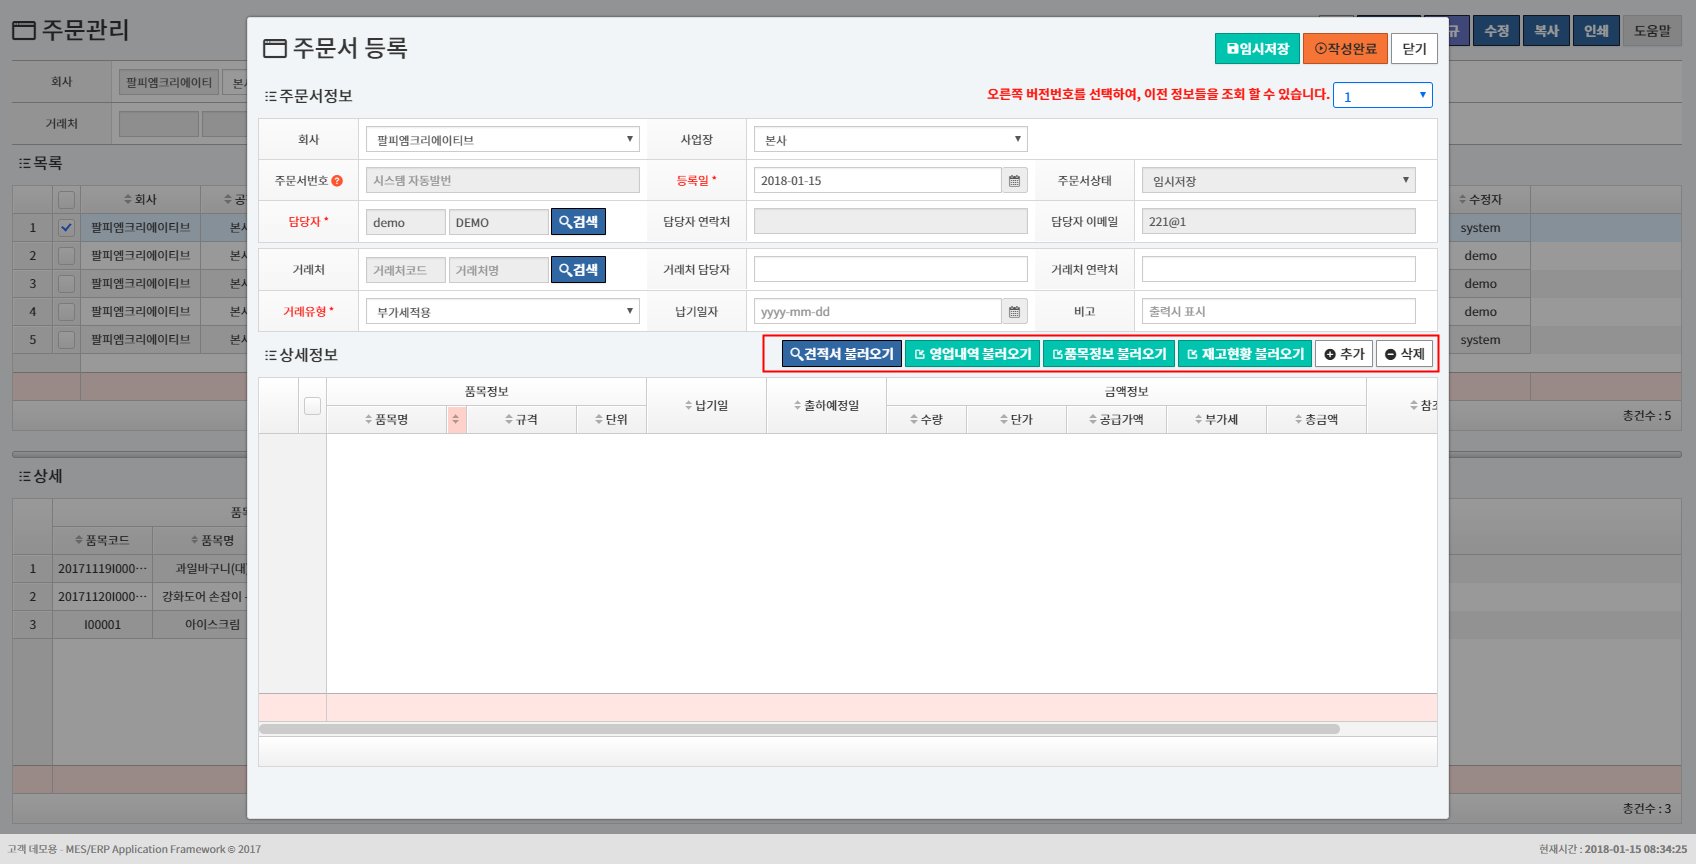 주문관리
규 수정 복사 인쇄 도움말
회사 팔피엠크리에이티 본사
거래처
목록
회사
수정자
1 팔피엠크리에이티브 본사 system
2 팔피엠크리에이티브 본사 demo
3 팔피엠크리에이티브 본사 demo
4 팔피엠크리에이티브 본사 demo
5 팔피엠크리에이티브 본사 system
총건수 : 5
상세
품목코드 품목명
1 20171119I000··· 과일바구니(대)
2 20171120I000··· 강화도어 손잡이
3 I00001 아이스크림
총건수 : 3
주문서 등록
임시저장 작성완료 닫기
주문서정보
오른쪽 버전번호를 선택하여, 이전 정보들을 조회 할 수 있습니다. 1
회사 팔피엠크리에이티브 사업장 본사
주문서번호 ? 시스템 자동발번 등록일 * 2018-01-15 주문서상태 임시저장
담당자 * demo DEMO 검색 담당자 연락처 담당자 이메일 221@1
거래처 거래처코드 거래처명 검색 거래처 담당자 거래처 연락처
거래유형 * 부가세적용 납기일자 yyyy-mm-dd 비고 출력시 표시
상세정보
견적서 불러오기 영업내역 불러오기 품목정보 불러오기 재고현황 불러오기 추가 삭제
품목정보 납기일 출하예정일 금액정보 참조
품목명 규격 단위 수량 단가 공급가액 부가세 총금액
고객 데모용 - MES/ERP Application Framework © 2017
현재시간 : 2018-01-15 08:34:25